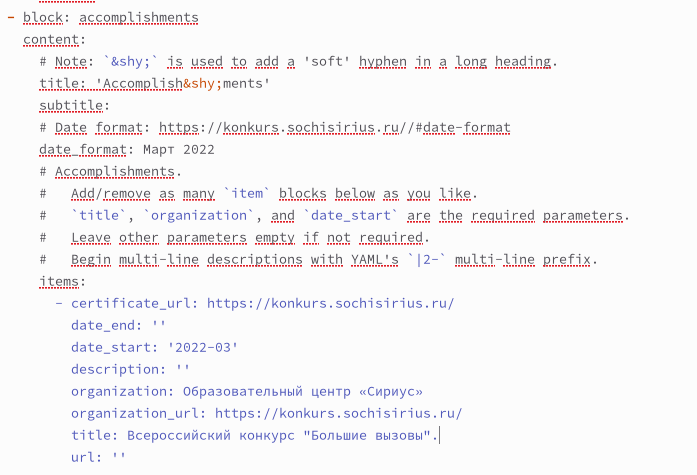 - block: accomplishments
content:
# Note: `&shy;` is used to add a 'soft' hyphen in a long heading.
title: 'Accomplish&shy;ments'
subtitle:
# Date format: https://konkurs.sochisirius.ru//#date-format
date_format: Март 2022
# Accomplishments.
#   Add/remove as many `item` blocks below as you like.
#   `title`, `organization`, and `date_start` are the required parameters.
#   Leave other parameters empty if not required.
#   Begin multi-line descriptions with YAML's `|2-` multi-line prefix.
items:
- certificate_url: https://konkurs.sochisirius.ru/
date_end: ''
date_start: '2022-03'
description: ''
organization: Образовательный центр «Сириус»
organization_url: https://konkurs.sochisirius.ru/
title: Всероссийский конкурс "Большие вызовы".
url: ''